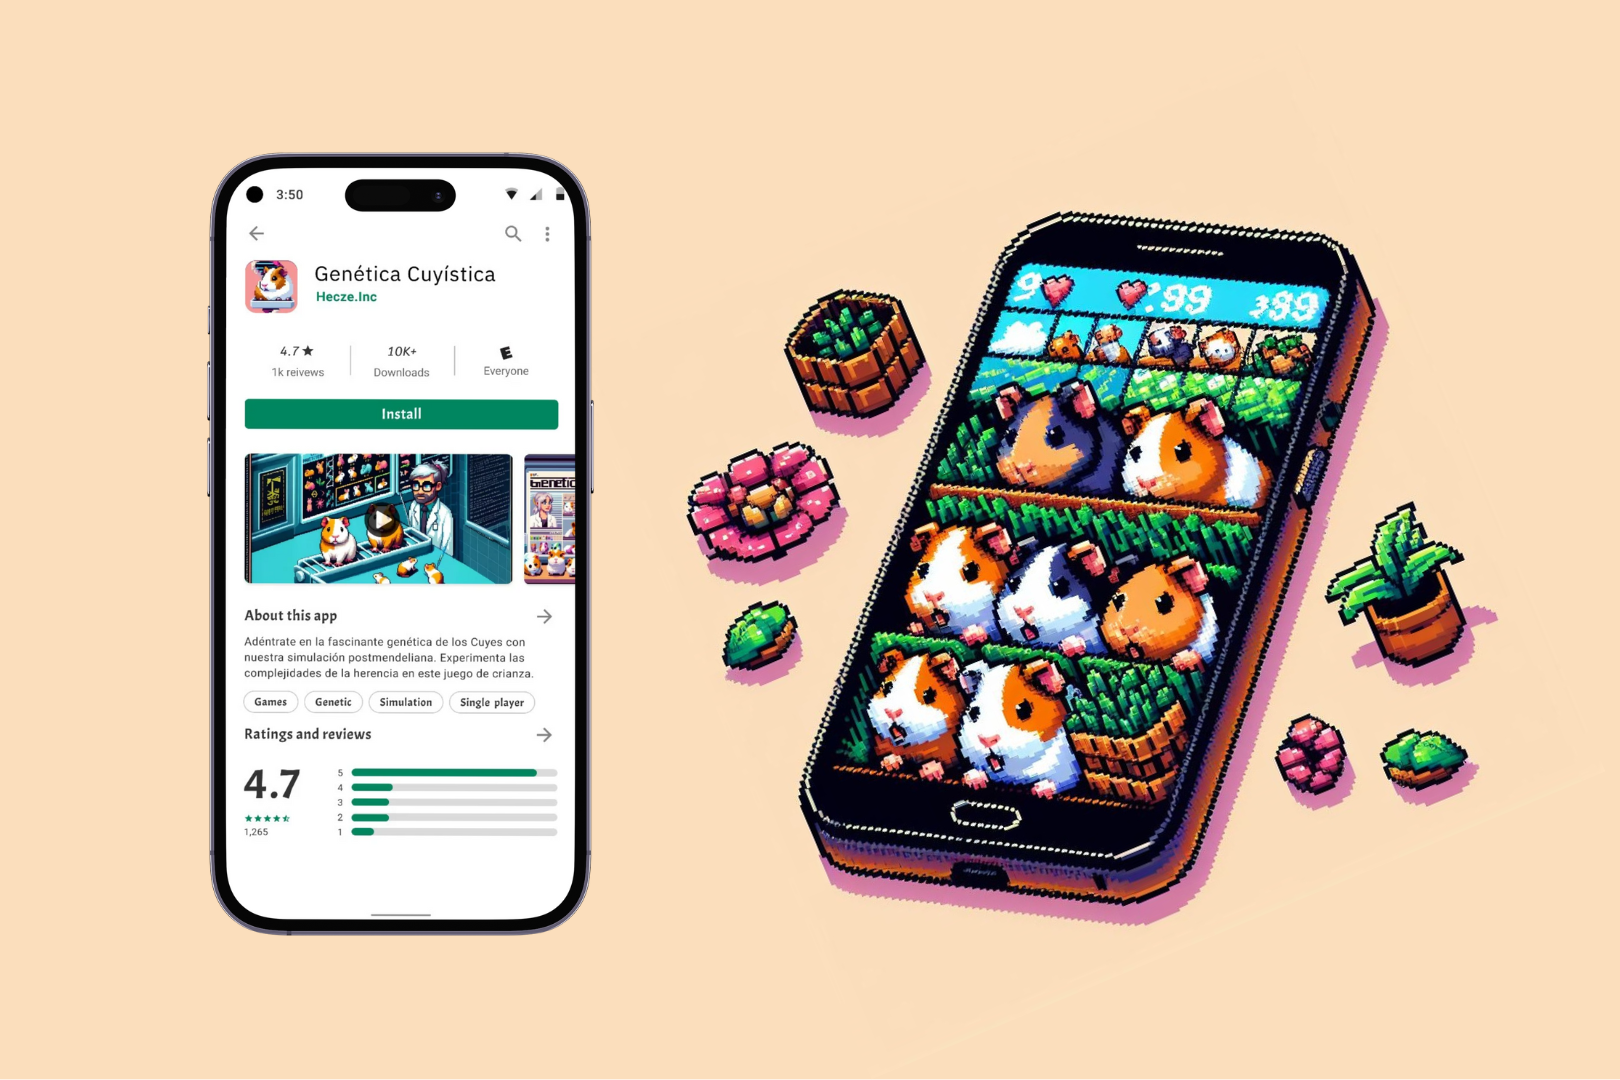 3:50
Genética Cuyística
Hecze.Inc
4.7★
1k reivews
10K+
Downloads
E
Everyone
Install
Genetic
About this app
Adéntrate en la fascinante genética de los Cuyes con
nuestra simulación postmendeliana. Experimenta las
complejidades de la herencia en este juego de crianza.
Games
Genetic
Simulation
Single player
Ratings and reviews
4.7
1,265
5
4
3
2
1
9
:99
399